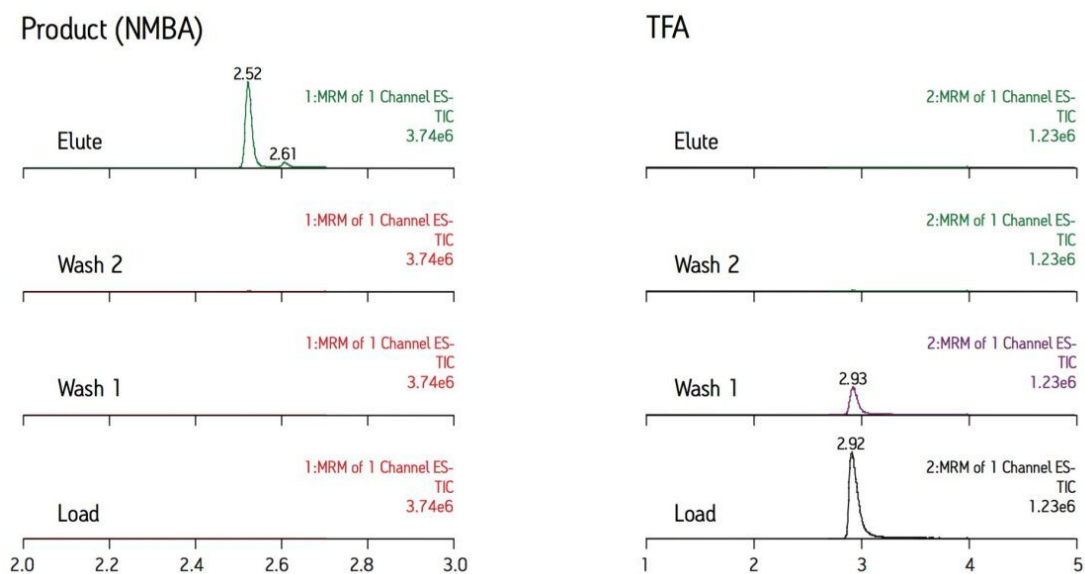 Product (NMBA)
2.52
1:MRM of 1 Channel ES-
TIC
3.74e6
Elute
2.61
1:MRM of 1 Channel ES-
TIC
3.74e6
Wash 2
1:MRM of 1 Channel ES-
TIC
3.74e6
Wash 1
1:MRM of 1 Channel ES-
TIC
3.74e6
Load
2.0 2.2 2.4 2.6 2.8 3.0
TFA
2:MRM of 1 Channel ES-
TIC
1.23e6
Elute
2:MRM of 1 Channel ES-
TIC
1.23e6
Wash 2
2:MRM of 1 Channel ES-
TIC
1.23e6
Wash 1
2.93
2.92
2:MRM of 1 Channel ES-
TIC
1.23e6
Load
1 2 3 4 5